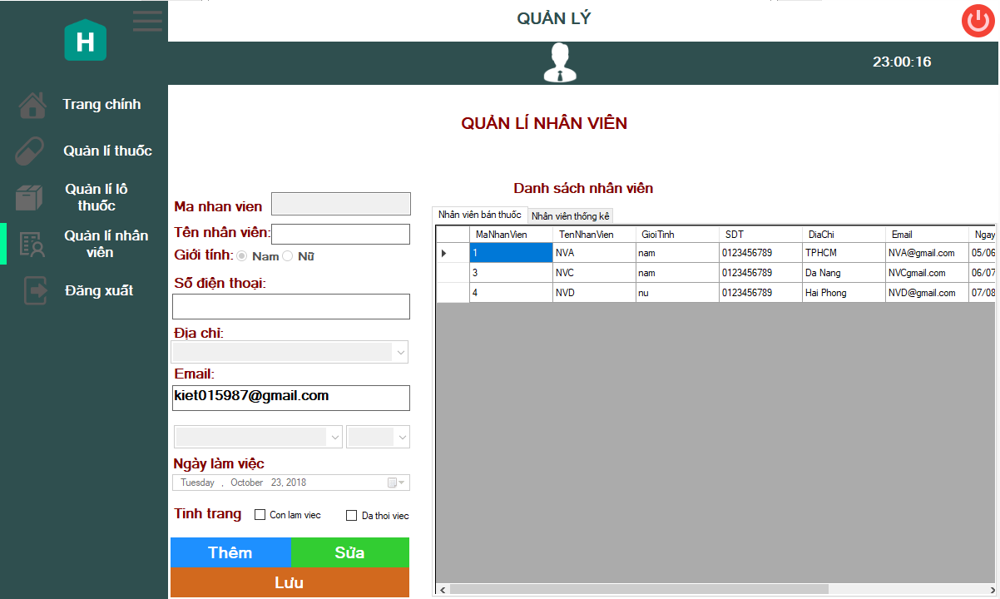 QUẢN LÝ
H
23:00:16
Trang chính
Quản lí thuốc
Quản lí lô
thuốc
Quản lí nhân
viên
Đăng xuất
QUẢN LÍ NHÂN VIÊN
Ma nhan vien
Tên nhân viên:
Giới tính: Nam Nữ
Số điện thoại:
Địa chỉ:
Email:
kiet015987@gmail.com
Ngày làm việc
Tuesday , October 23, 2018
Tinh trang Con lam viec Da thoi viec
Thêm Sửa
Lưu
Danh sách nhân viên
Nhân viên bán thuốc Nhân viên thống kê
MaNhanVien TenNhanVien GioiTinh SDT DiaChi Email Ngay
1 NVA nam 0123456789 TPHCM NVA@gmail.com 05/06
3 NVC nam 0123456789 Da Nang NVCgmail.com 06/07
4 NVD nu 0123456789 Hai Phong NVD@gmail.com 07/08